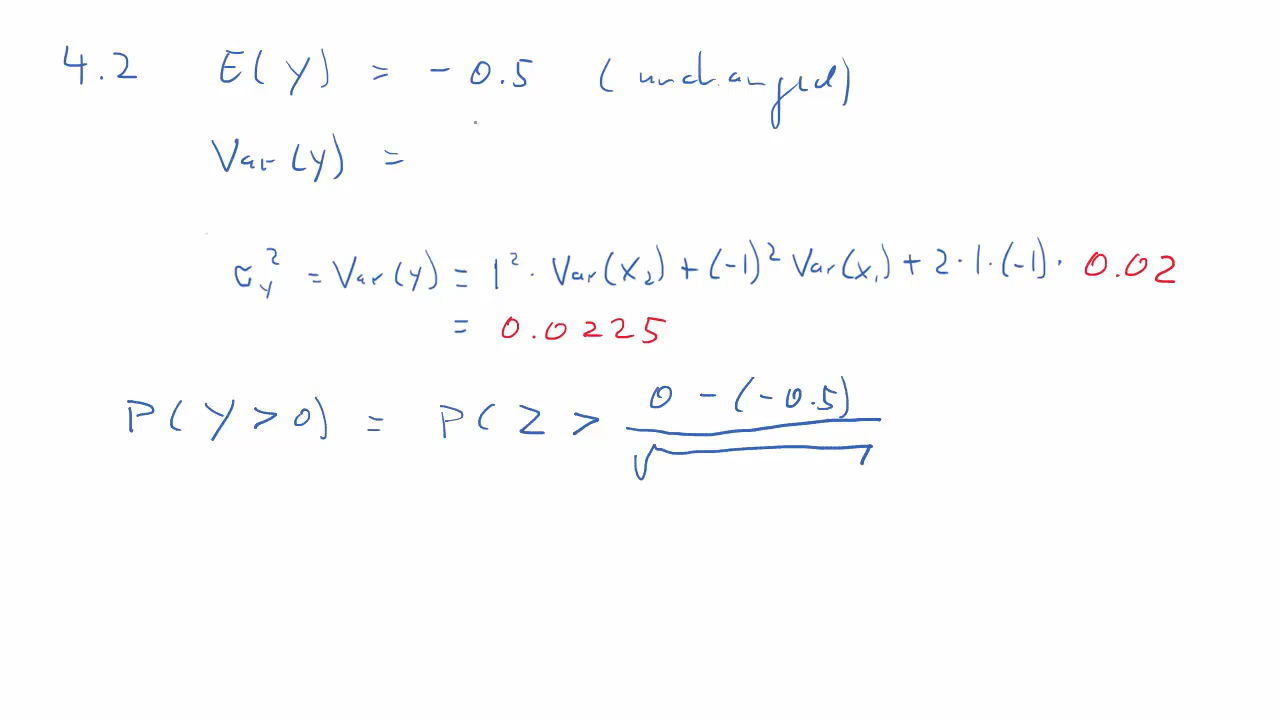 4.2 E(Y) = -0.5 (unchanged)
Var(Y) =
σ_Y² = Var(Y) = 1² · Var(X₂) + (-1)² Var(X₁) + 2 · 1 · (-1) · 0.02
= 0.0225
P(Y > 0) = P(Z > (0 - (-0.5)) / √